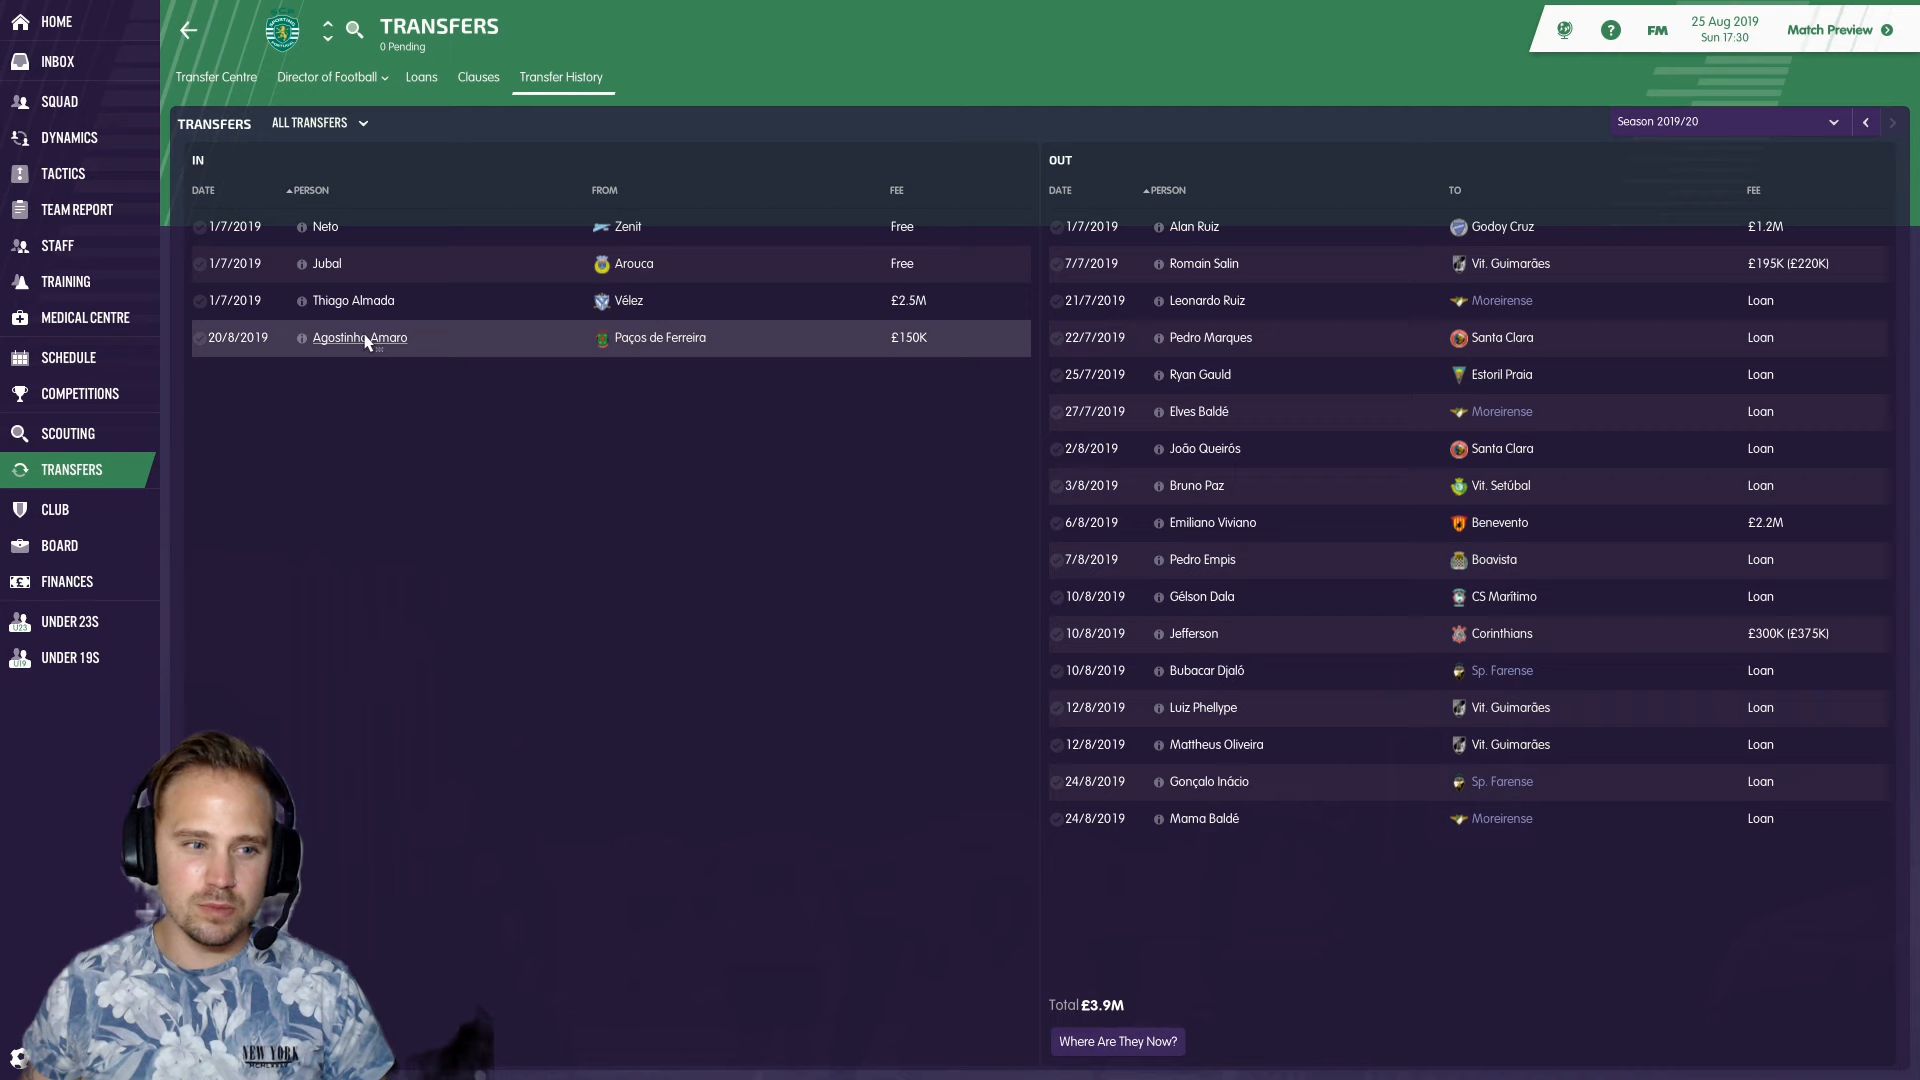 HOME
INBOX
SQUAD
DYNAMICS
TACTICS
TEAM REPORT
STAFF
TRAINING
MEDICAL CENTRE
SCHEDULE
COMPETITIONS
SCOUTING
TRANSFERS
CLUB
BOARD
FINANCES
U23 UNDER 23S
U19 UNDER 19S
TRANSFERS
0 Pending
? FM 25 Aug 2019 Sun 17:30 Match Preview
Transfer Centre Director of Football Loans Clauses Transfer History
TRANSFERS ALL TRANSFERS Season 2019/20
IN
DATE PERSON FROM FEE
1/7/2019 Neto Zenit Free
1/7/2019 Jubal Arouca Free
1/7/2019 Thiago Almada Vélez £2.5M
20/8/2019 Agostinho Amaro Paços de Ferreira £150K
OUT
DATE PERSON TO FEE
1/7/2019 Alan Ruiz Godoy Cruz £1.2M
7/7/2019 Romain Salin Vit. Guimarães £195K (£220K)
21/7/2019 Leonardo Ruiz Moreirense Loan
22/7/2019 Pedro Marques Santa Clara Loan
25/7/2019 Ryan Gauld Estoril Praia Loan
27/7/2019 Elves Baldé Moreirense Loan
2/8/2019 João Queirós Santa Clara Loan
3/8/2019 Bruno Paz Vit. Setúbal Loan
6/8/2019 Emiliano Viviano Benevento £2.2M
7/8/2019 Pedro Empis Boavista Loan
10/8/2019 Gélson Dala CS Marítimo Loan
10/8/2019 Jefferson Corinthians £300K (£375K)
10/8/2019 Bubacar Djaló Sp. Farense Loan
12/8/2019 Luiz Phellype Vit. Guimarães Loan
12/8/2019 Mattheus Oliveira Vit. Guimarães Loan
24/8/2019 Gonçalo Inácio Sp. Farense Loan
24/8/2019 Mama Baldé Moreirense Loan
Total £3.9M
Where Are They Now?
NEW YORK